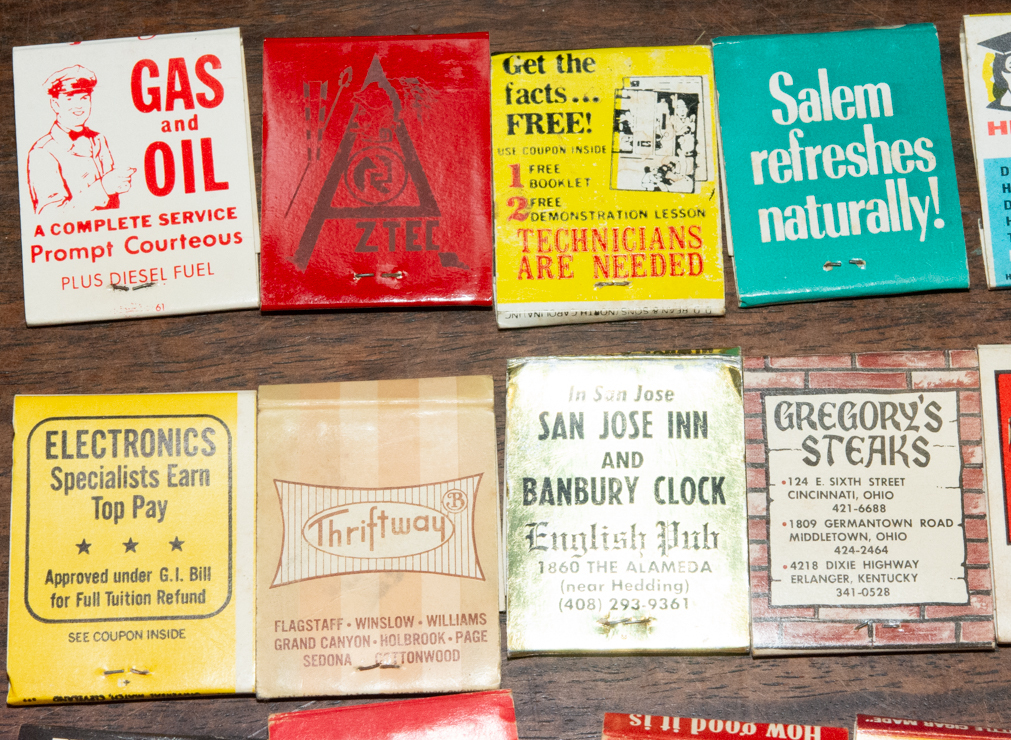 GAS
and
OIL
A COMPLETE SERVICE
Prompt Courteous
PLUS DIESEL FUEL
61
AZTEC
Get the
facts...
FREE!
USE COUPON INSIDE
1 FREE
BOOKLET
2 FREE
DEMONSTRATION LESSON
TECHNICIANS
ARE NEEDED
Salem
refreshes
naturally!
ELECTRONICS
Specialists Earn
Top Pay
Approved under G.I. Bill
for Full Tuition Refund
SEE COUPON INSIDE
B
Thriftway
FLAGSTAFF • WINSLOW • WILLIAMS
GRAND CANYON • HOLBROOK • PAGE
SEDONA COTTONWOOD
In San Jose
SAN JOSE INN
AND
BANBURY CLOCK
English Pub
1860 THE ALAMEDA
(near Hedding)
(408) 293-9361
GREGORY'S
STEAKS
•124 E. SIXTH STREET
CINCINNATI, OHIO
421-6688
•1809 GERMANTOWN ROAD
MIDDLETOWN, OHIO
424-2464
•4218 DIXIE HIGHWAY
ERLANGER, KENTUCKY
341-0528
How good it is
CIGAR MADE"